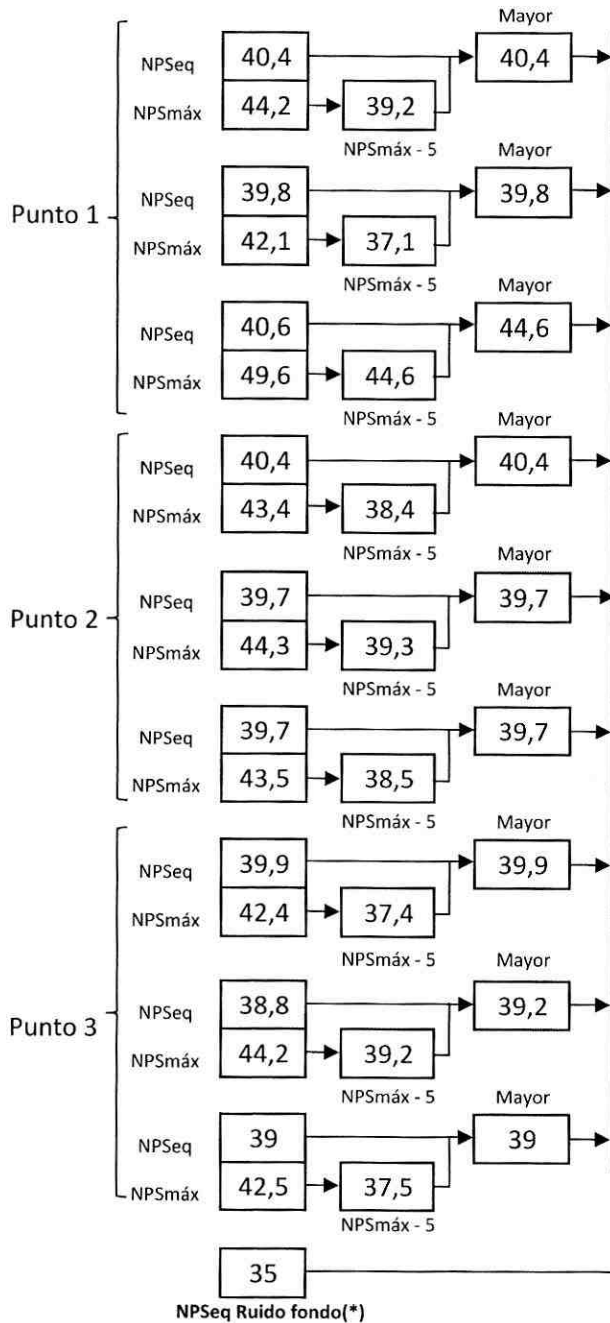 Mayor
NPSeq 40,4 40,4
NPSmáx 44,2 39,2
NPSmáx - 5
Mayor
NPSeq 39,8 39,8
Punto 1
NPSmáx 42,1 37,1
NPSmáx - 5
Mayor
NPSeq 40,6 44,6
NPSmáx 49,6 44,6
NPSmáx - 5
Mayor
NPSeq 40,4 40,4
NPSmáx 43,4 38,4
NPSmáx - 5
Mayor
NPSeq 39,7 39,7
Punto 2
NPSmáx 44,3 39,3
NPSmáx - 5
Mayor
NPSeq 39,7 39,7
NPSmáx 43,5 38,5
NPSmáx - 5
Mayor
NPSeq 39,9 39,9
NPSmáx 42,4 37,4
NPSmáx - 5
Mayor
NPSeq 38,8 39,2
Punto 3
NPSmáx 44,2 39,2
NPSmáx - 5
Mayor
NPSeq 39 39
NPSmáx 42,5 37,5
NPSmáx - 5
35
NPSeq Ruido fondo(*)